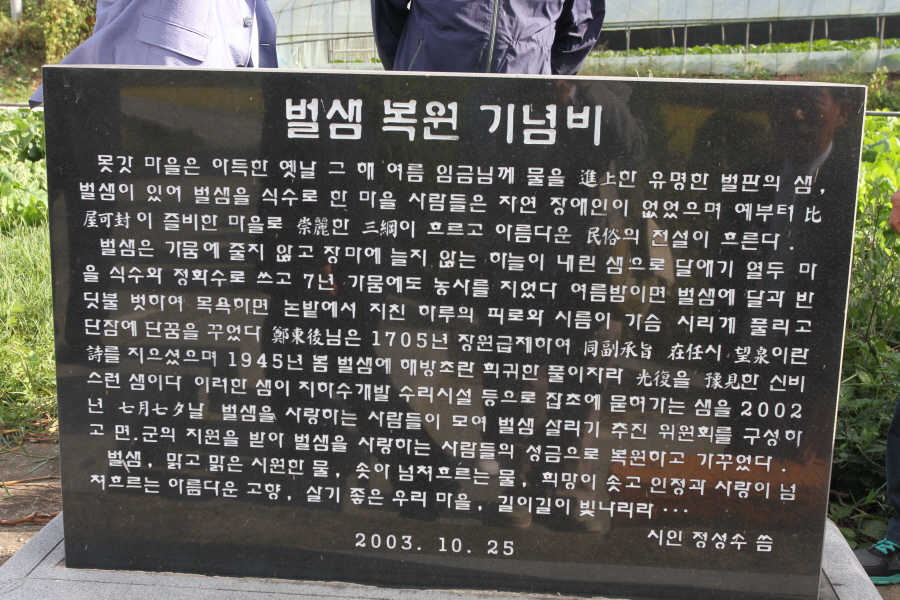 벌샘 복원 기념비
못갓 마을은 아득한 옛날 그 해 여름 임금님께 물을 進上한 유명한 벌판의 샘,
벌샘이 있어 벌샘을 식수로 한 마을 사람들은 자연 장애인이 없었으며 예부터 比
屋可封이 즐비한 마을로 崇麗한 三綱이 흐르고 아름다운 民俗의 전설이 흐른다.
벌샘은 가뭄에 줄지 않고 장마에 늘지 않는 하늘이 내린 샘으로 달애기 열두 마
을 식수와 정화수로 쓰고 7년 가뭄에도 농사를 지었다 여름밤이면 벌샘에 달과 반
딧불 벗하여 목욕하면 논밭에서 지친 하루의 피로와 시름이 가슴 시리게 풀리고
단잠에 단꿈을 꾸었다 鄭東後님은 1705년 장원급제하여 同副承旨 在任시 望泉이란
詩를 지으셨으며 1945년 봄 벌샘에 해방초란 희귀한 풀이자라 光復을 豫見한 신비
스런 샘이다 이러한 샘이 지하수개발 수리시설 등으로 잡초에 묻혀가는 샘을 2002
년 七月七夕날 벌샘을 사랑하는 사람들이 모여 벌샘 살리기 추진 위원회를 구성하
고 면.군의 지원을 받아 벌샘을 사랑하는 사람들의 성금으로 복원하고 가꾸었다.
벌샘, 맑고 맑은 시원한 물, 솟아 넘쳐흐르는 물, 희망이 솟고 인정과 사랑이 넘
쳐흐르는 아름다운 고향, 살기 좋은 우리 마을, 길이길이 빛나리라…
2003. 10. 25
시인 정성수 씀